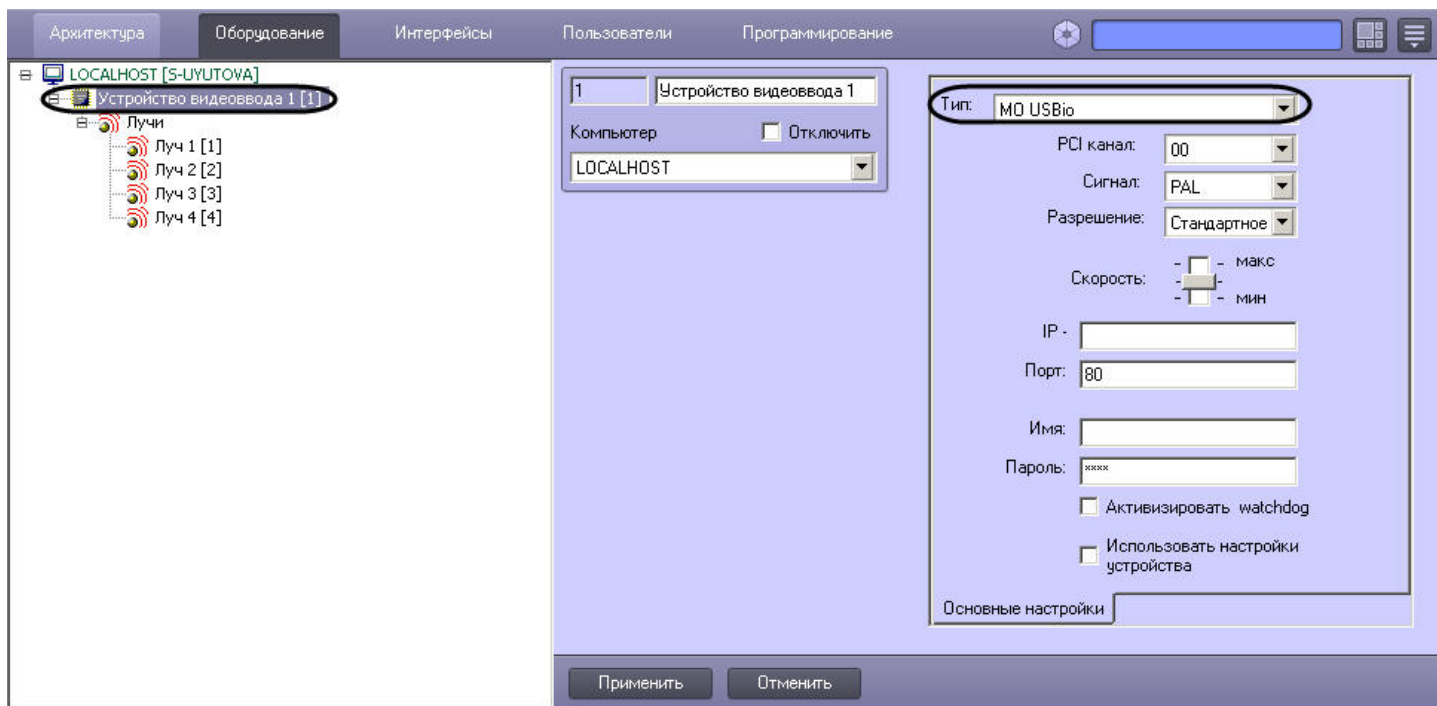 Архитектура Оборудование Интерфейсы Пользователи Программирование
LOCALHOST [S-UYUTOVA]
Устройство видеоввода 1 [1]
Лучи
Луч 1 [1]
Луч 2 [2]
Луч 3 [3]
Луч 4 [4]
1 Устройство видеоввода 1
Компьютер Отключить
LOCALHOST
Тип: MO USBio
PCI канал: 00
Сигнал: PAL
Разрешение: Стандартное
макс
Скорость:
мин
IP -
Порт: 80
Имя:
Пароль: ××××
Активизировать watchdog
Использовать настройки
устройства
Основные настройки
Применить Отменить